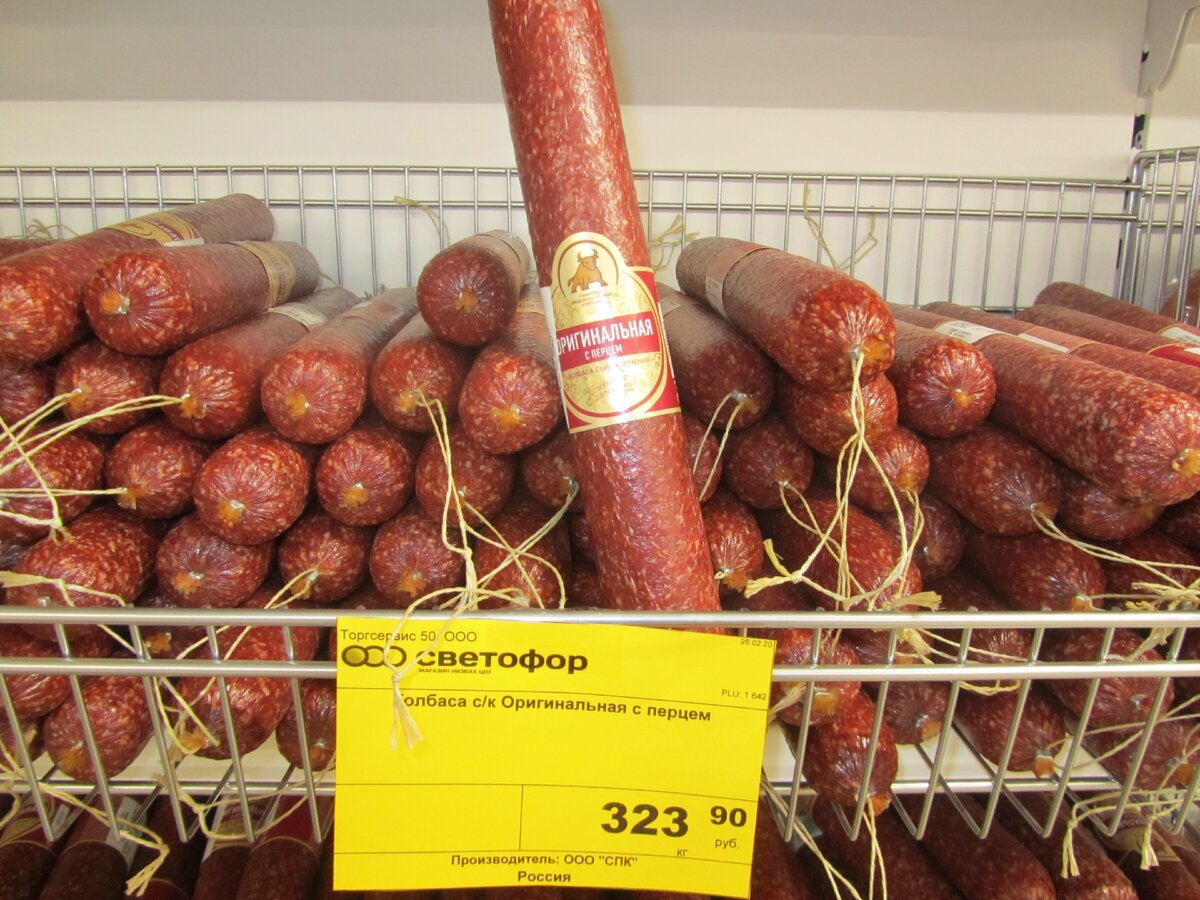 ОРИГИНАЛЬНАЯ
С ПЕРЦЕМ
Торгсервис 50 ООО
26.02.20
светофор
МАГАЗИН НИЗКИХ ЦЕН
PLU: 1 642
олбаса с/к Оригинальная с перцем
323 90
кг руб.
Производитель: ООО "СПК"
Россия